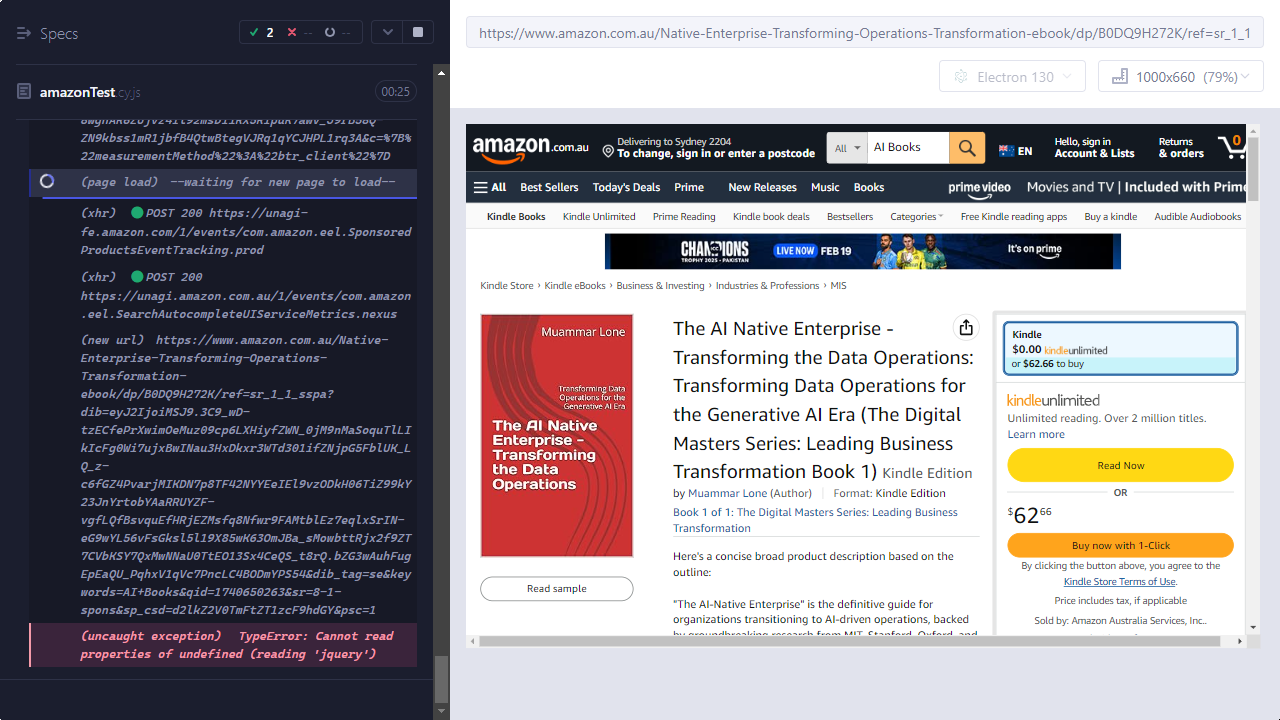 Specs
2
--
--
amazonTest.cy.js
00:25
ZN9kbss1mR1jbfB4QtwBtegVJRq1qYCJHPL1rq3A&c=%7B%
22measurementMethod%22%3A%22btr_client%22%7D
(page load) --waiting for new page to load--
(xhr) POST 200 https://unagi-
fe.amazon.com/1/events/com.amazon.eel.Sponsored
ProductsEventTracking.prod
(xhr) POST 200
https://unagi.amazon.com.au/1/events/com.amazon
.eel.SearchAutocompleteUIServiceMetrics.nexus
(new url) https://www.amazon.com.au/Native-
Enterprise-Transforming-Operations-
Transformation-
ebook/dp/B0DQ9H272K/ref=sr_1_1_sspa?
dib=eyJ2IjoiMSJ9.3C9_wD-
tzECfePrXwimOeMuz09cp6LXHiyfZWN_0jM9nMaSoquTlLI
kIcFg0Wi7ujxBwINau3HxDkxr3WTd301ifZNjpG5FblUK_L
Q_z-
c6fGZ4PvarjMIKDN7p8TF42NYYEeIEl9vzODkH06TiZ99kY
23JnYrtobYAaRRUYZF-
vgfLQfBsvquEfHRjEZMsfq8Nfwr9FAMtblEz7eqlxSrIN-
eG9wYL56vFsGksl5l19X85wK63OmJBa_sMowbttRjx2f9ZT
7CVbKSY7QxMwNNaU0TtEO13Sx4CeQS_t8rQ.bZG3wAuhFug
EpEaQU_PqhxV1qVc7PncLC4BODmYPS54&dib_tag=se&key
words=AI+Books&qid=1740650263&sr=8-1-
spons&sp_csd=d2lkZ2V0TmFtZT1zcF9hdGY&psc=1
(uncaught exception) TypeError: Cannot read
properties of undefined (reading 'jquery')
https://www.amazon.com.au/Native-Enterprise-Transforming-Operations-Transformation-ebook/dp/B0DQ9H272K/ref=sr_1_1
Electron 130
1000x660 (79%)
amazon.com.au
Delivering to Sydney 2204
To change, sign in or enter a postcode
All
AI Books
EN
Hello, sign in
Account & Lists
Returns
& orders
0
All
Best Sellers
Today's Deals
Prime
New Releases
Music
Books
prime video
Movies and TV | Included with Prime
Kindle Books
Kindle Unlimited
Prime Reading
Kindle book deals
Bestsellers
Categories
Free Kindle reading apps
Buy a kindle
Audible Audiobooks
CHAMPIONS
TROPHY 2025 - PAKISTAN
LIVE NOW
FEB 19
It's on prime
Kindle Store › Kindle eBooks › Business & Investing › Industries & Professions › MIS
Muammar Lone
Transforming Data
Operations for the
Generative AI Era
The AI Native
Enterprise -
Transforming
the Data
Operations
Read sample
The AI Native Enterprise -
Transforming the Data Operations:
Transforming Data Operations for
the Generative AI Era (The Digital
Masters Series: Leading Business
Transformation Book 1) Kindle Edition
by Muammar Lone (Author)
Format: Kindle Edition
Book 1 of 1: The Digital Masters Series: Leading Business
Transformation
Here's a concise broad product description based on the
outline:
"The AI-Native Enterprise" is the definitive guide for
organizations transitioning to AI-driven operations, backed
by groundbreaking research from MIT, Stanford, Oxford, and
Kindle
$0.00 kindleunlimited
or $62.66 to buy
kindleunlimited
Unlimited reading. Over 2 million titles.
Learn more
Read Now
OR
$62 66
Buy now with 1-Click
By clicking the button above, you agree to the
Kindle Store Terms of Use.
Price includes tax, if applicable
Sold by: Amazon Australia Services, Inc..